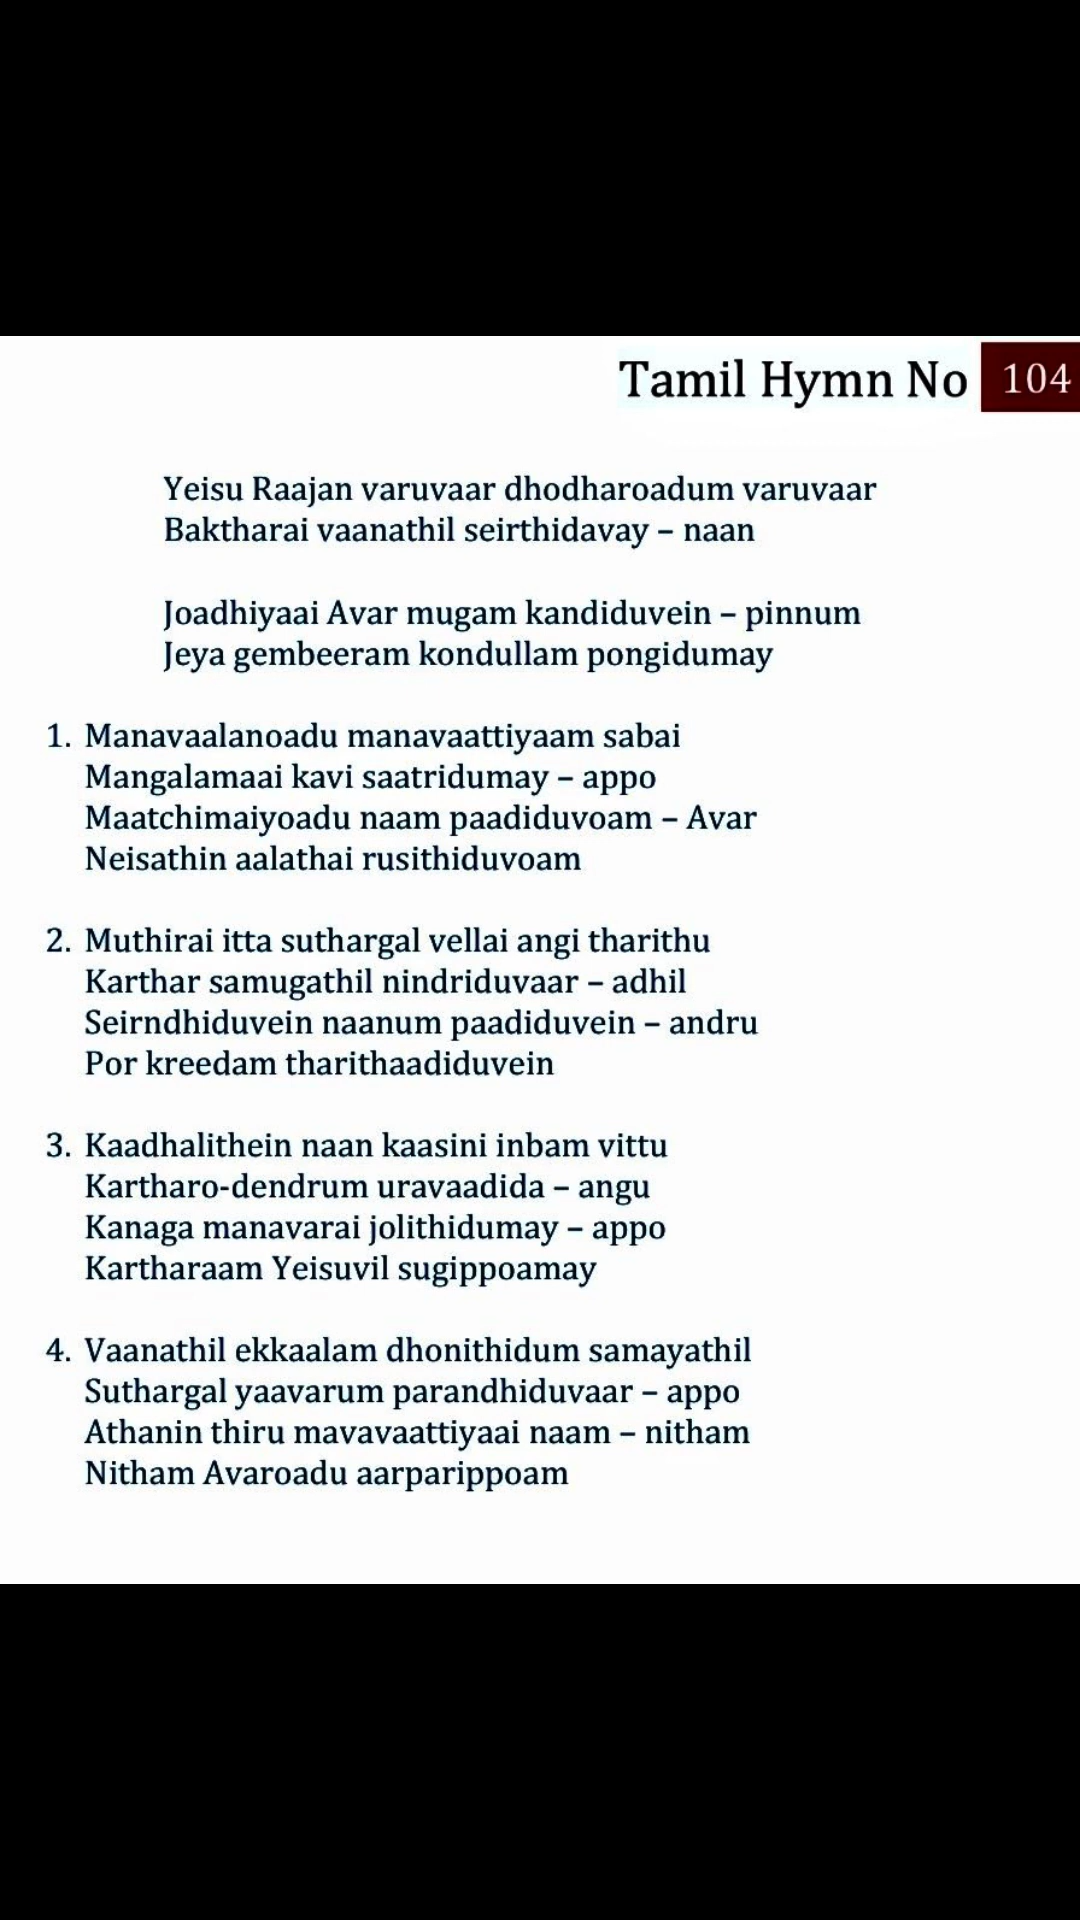 Tamil Hymn No 104
Yeisu Raajan varuvaar dhodharoadum varuvaar
Baktharai vaanathil seirthidavay – naan
Joadhiyaai Avar mugam kandiduvein – pinnum
Jeya gembeeram kondullam pongidumay
1. Manavaalanoadu manavaattiyaam sabai
Mangalamaai kavi saatridumay – appo
Maatchimaiyoadu naam paadiduvoam – Avar
Neisathin aalathai rusithiduvoam
2. Muthirai itta suthargal vellai angi tharithu
Karthar samugathil nindriduvaar – adhil
Seirndhiduvein naanum paadiduvein – andru
Por kreedam tharithaadiduvein
3. Kaadhalithein naan kaasini inbam vittu
Kartharo-dendrum uravaadida – angu
Kanaga manavarai jolithidumay – appo
Kartharaam Yeisuvil sugippoamay
4. Vaanathil ekkaalam dhonithidum samayathil
Suthargal yaavarum parandhiduvaar – appo
Athanin thiru mavavaattiyaai naam – nitham
Nitham Avaroadu aarparippoam